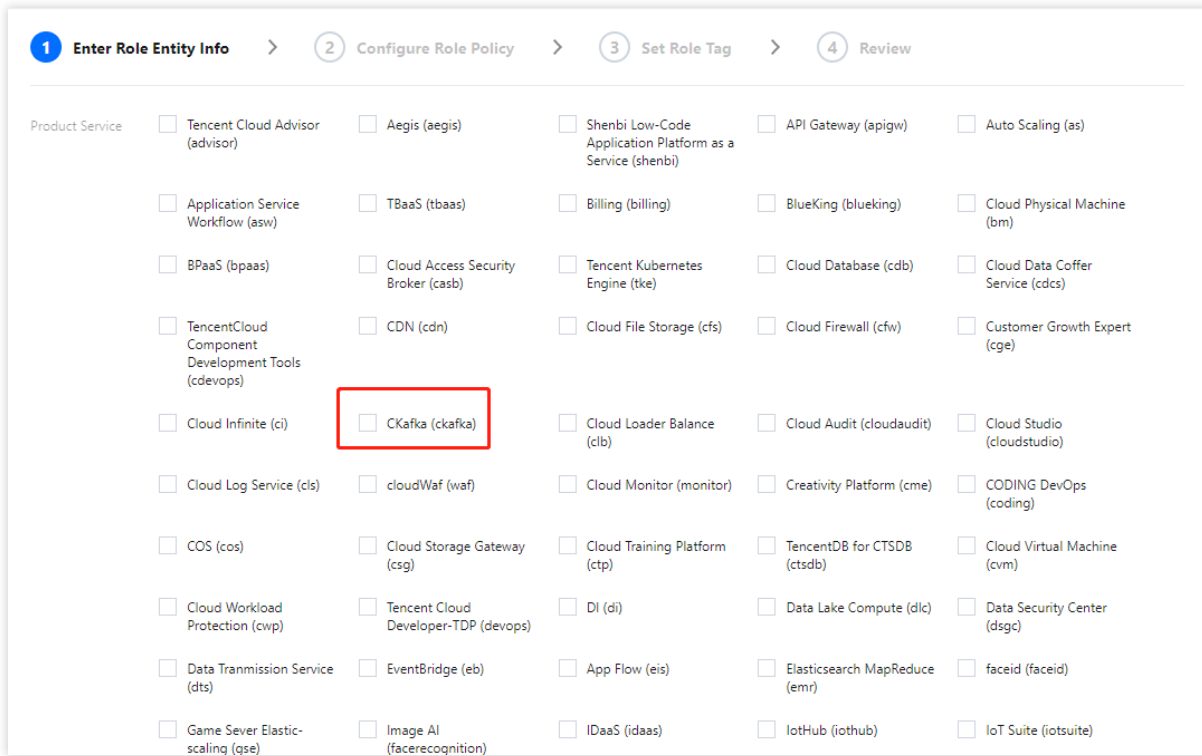 1 Enter Role Entity Info > 2 Configure Role Policy > 3 Set Role Tag > 4 Review
Product Service
Tencent Cloud Advisor
(advisor)
Aegis (aegis)
Shenbi Low-Code
Application Platform as a
Service (shenbi)
API Gateway (apigw)
Auto Scaling (as)
Application Service
Workflow (asw)
TBaaS (tbaas)
Billing (billing)
BlueKing (blueking)
Cloud Physical Machine
(bm)
BPaaS (bpaas)
Cloud Access Security
Broker (casb)
Tencent Kubernetes
Engine (tke)
Cloud Database (cdb)
Cloud Data Coffer
Service (cdcs)
TencentCloud
Component
Development Tools
(cdevops)
CDN (cdn)
Cloud File Storage (cfs)
Cloud Firewall (cfw)
Customer Growth Expert
(cge)
Cloud Infinite (ci)
CKafka (ckafka)
Cloud Loader Balance
(clb)
Cloud Audit (cloudaudit)
Cloud Studio
(cloudstudio)
Cloud Log Service (cls)
cloudWaf (waf)
Cloud Monitor (monitor)
Creativity Platform (cme)
CODING DevOps
(coding)
COS (cos)
Cloud Storage Gateway
(csg)
Cloud Training Platform
(ctp)
TencentDB for CTSDB
(ctsdb)
Cloud Virtual Machine
(cvm)
Cloud Workload
Protection (cwp)
Tencent Cloud
Developer-TDP (devops)
DI (di)
Data Lake Compute (dlc)
Data Security Center
(dsgc)
Data Tranmission Service
(dts)
EventBridge (eb)
App Flow (eis)
Elasticsearch MapReduce
(emr)
faceid (faceid)
Game Sever Elastic-
scaling (gse)
Image AI
(facerecognition)
IDaaS (idaas)
IotHub (iothub)
IoT Suite (iotsuite)